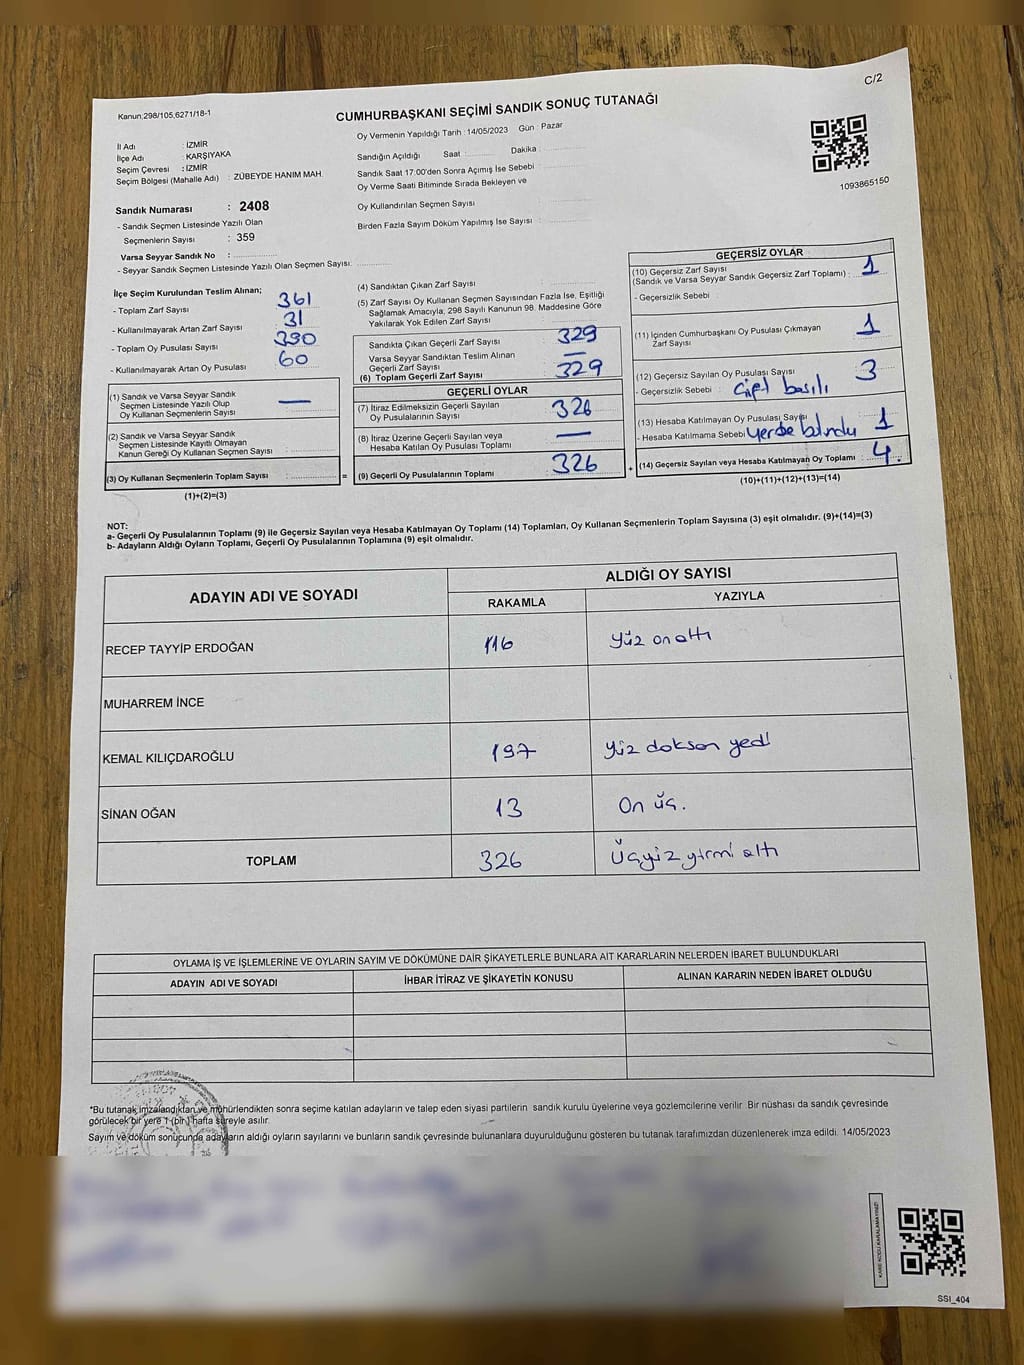 C/2
Kanun,298/105,6271/18-1
CUMHURBAŞKANI SEÇİMİ SANDIK SONUÇ TUTANAĞI
İl Adı : İZMİR
İlçe Adı : KARŞIYAKA
Seçim Çevresi : İZMİR
Seçim Bölgesi (Mahalle Adı) : ZÜBEYDE HANIM MAH.
Sandık Numarası : 2408
- Sandık Seçmen Listesinde Yazılı Olan
Seçmenlerin Sayısı : 359
Varsa Seyyar Sandık No :
- Seyyar Sandık Seçmen Listesinde Yazılı Olan Seçmen Sayısı:
Oy Vermenin Yapıldığı Tarih : 14/05/2023 Gün : Pazar
Sandığın Açıldığı Saat : Dakika :
Sandık Saat 17:00'den Sonra Açımış İse Sebebi :
Oy Verme Saati Bitiminde Sırada Bekleyen ve
Oy Kullandırılan Seçmen Sayısı :
Birden Fazla Sayım Döküm Yapılmış İse Sayısı :
1093865150
İlçe Seçim Kurulundan Teslim Alınan;
- Toplam Zarf Sayısı : 361
- Kullanılmayarak Artan Zarf Sayısı : 31
- Toplam Oy Pusulası Sayısı : 390
- Kullanılmayarak Artan Oy Pusulası : 60
(1) Sandık ve Varsa Seyyar Sandık
Seçmen Listesinde Yazılı Olup
Oy Kullanan Seçmenlerin Sayısı : —
(2) Sandık ve Varsa Seyyar Sandık
Seçmen Listesinde Kayıtlı Olmayan
Kanun Gereği Oy Kullanan Seçmen Sayısı :
(3) Oy Kullanan Seçmenlerin Toplam Sayısı : =
(1)+(2)=(3)
(4) Sandıktan Çıkan Zarf Sayısı :
(5) Zarf Sayısı Oy Kullanan Seçmen Sayısından Fazla İse, Eşitliği
Sağlamak Amacıyla, 298 Sayılı Kanunun 98. Maddesine Göre
Yakılarak Yok Edilen Zarf Sayısı :
Sandıkta Çıkan Geçerli Zarf Sayısı : 329
Varsa Seyyar Sandıktan Teslim Alınan
Geçerli Zarf Sayısı : —
(6) Toplam Geçerli Zarf Sayısı : 329
GEÇERLİ OYLAR
(7) İtiraz Edilmeksizin Geçerli Sayılan
Oy Pusulalarının Sayısı : 326
(8) İtiraz Üzerine Geçerli Sayılan veya
Hesaba Katılan Oy Pusulası Toplamı : —
(9) Geçerli Oy Pusulalarının Toplamı : 326 +
GEÇERSİZ OYLAR
(10) Geçersiz Zarf Sayısı
(Sandık ve Varsa Seyyar Sandık Geçersiz Zarf Toplamı) : 1
- Geçersizlik Sebebi
(11) İçinden Cumhurbaşkanı Oy Pusulası Çıkmayan
Zarf Sayısı : 1
(12) Geçersiz Sayılan Oy Pusulası Sayısı : 3
- Geçersizlik Sebebi : çift basılı
(13) Hesaba Katılmayan Oy Pusulası Sayısı : 1
- Hesaba Katılmama Sebebi : yerde bulundu
(14) Geçersiz Sayılan veya Hesaba Katılmayan Oy Toplamı : 4.
(10)+(11)+(12)+(13)=(14)
NOT:
a- Geçerli Oy Pusulalarının Toplamı (9) ile Geçersiz Sayılan veya Hesaba Katılmayan Oy Toplamı (14) Toplamları, Oy Kullanan Seçmenlerin Toplam Sayısına (3) eşit olmalıdır. (9)+(14)=(3)
b- Adayların Aldığı Oyların Toplamı, Geçerli Oy Pusulalarının Toplamına (9) eşit olmalıdır.
ADAYIN ADI VE SOYADI
ALDIĞI OY SAYISI
RAKAMLA YAZIYLA
RECEP TAYYİP ERDOĞAN 116 Yüz on altı
MUHARREM İNCE
KEMAL KILIÇDAROĞLU 197 Yüz doksan yedi
SİNAN OĞAN 13 On üç.
TOPLAM 326 Üçyüz yirmi altı
OYLAMA İŞ VE İŞLEMLERİNE VE OYLARIN SAYIM VE DÖKÜMÜNE DAİR ŞİKAYETLERLE BUNLARA AİT KARARLARIN NELERDEN İBARET BULUNDUKLARI
ADAYIN ADI VE SOYADI İHBAR İTİRAZ VE ŞİKAYETİN KONUSU ALINAN KARARIN NEDEN İBARET OLDUĞU
*Bu tutanak imzalandıktan ve mühürlendikten sonra seçime katılan adayların ve talep eden siyasi partilerin sandık kurulu üyelerine veya gözlemcilerine verilir. Bir nüshası da sandık çevresinde
görülecek bir yere 1 (bir) hafta süreyle asılır.
Sayım ve döküm sonucunda adayların aldığı oyların sayılarını ve bunların sandık çevresinde bulunanlara duyurulduğunu gösteren bu tutanak tarafımızdan düzenlenerek imza edildi. 14/05/2023
KARE KODU KARALAMAYINIZ!
SSI_404